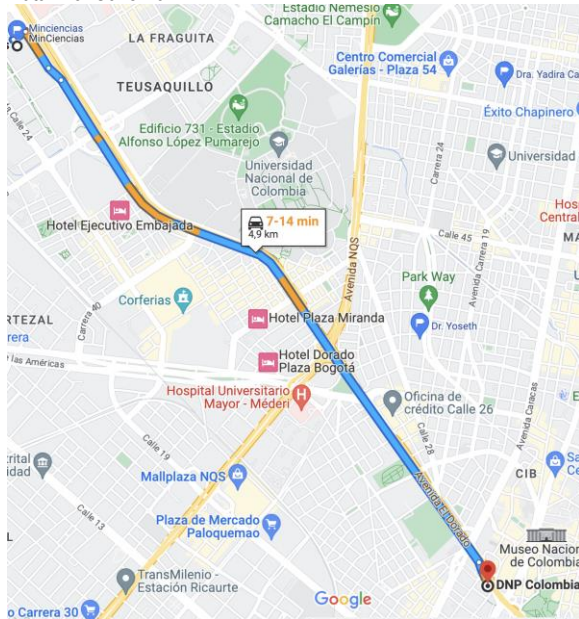 Estadio Nemesio
Camacho El Campín
Minciencias
MinCiencias
LA FRAGUITA
Centro Comercial
Galerías - Plaza 54
Dra. Yadira Ca
TEUSAQUILLO
Éxito Chapinero
Calle 24
Edificio 731 - Estadio
Alfonso López Pumarejo
Carrera 24
Universidad
Nacional de
Colombia
Universidad
Hosp
Central
Hotel Ejecutivo Embajada
7-14 min
4,9 km
Calle 45
Carrera 19
MA
Avenida NQS
Park Way
Corferias
Carrera 40
Hotel Plaza Miranda
Dr. Yoseth
RTEZAL
rrera
las Américas
Hotel Dorado
Plaza Bogotá
Avenida Caracas
Hospital Universitario
Mayor - Méderi
Oficina de
crédito Calle 26
Calle 19
Calle 28
trital
idad
Mallplaza NQS
Avenida El Dorado
CIB
Calle 13
Plaza de Mercado
Paloquemao
Museo Nacion
de Colombia
TransMilenio -
Estación Ricaurte
DNP Colombia
Google
o Carrera 30